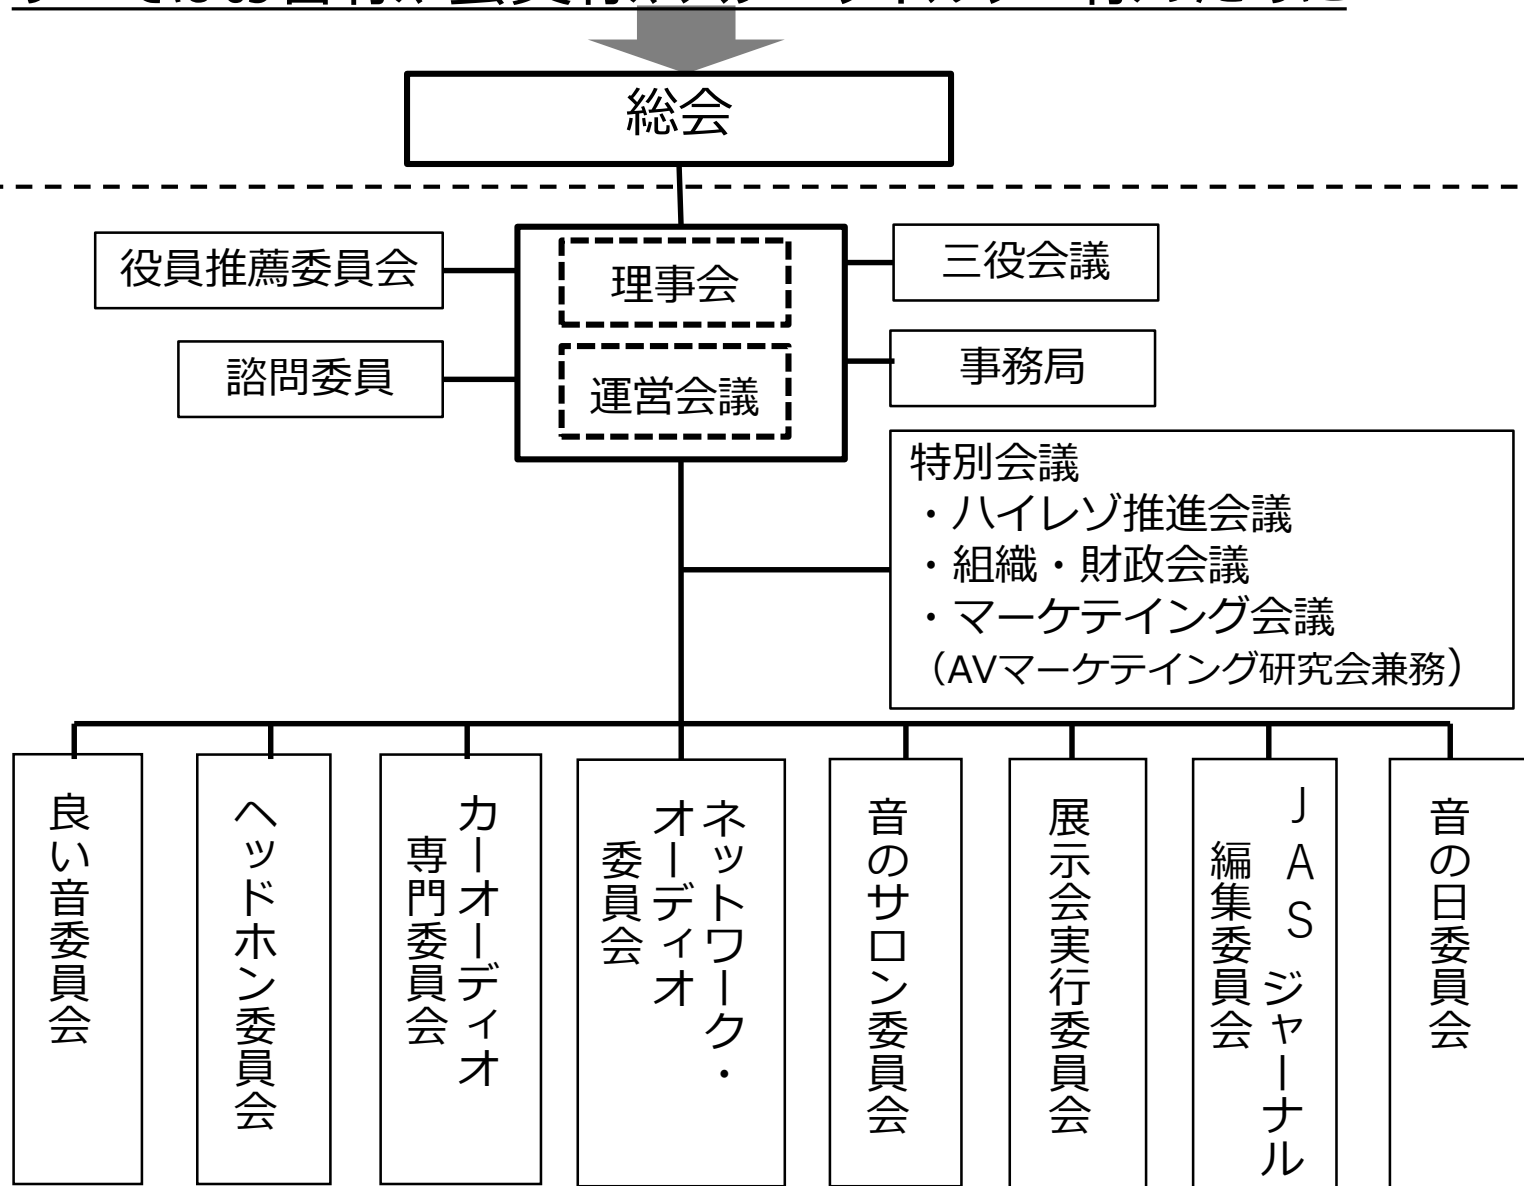 総会
役員推薦委員会
理事会
三役会議
諮問委員
運営会議
事務局
特別会議
・ハイレゾ推進会議
・組織・財政会議
・マーケテイング会議
（AVマーケテイング研究会兼務）
良い音委員会
ヘッドホン委員会
カーオーディオ
専門委員会
ネットワーク・
オーディオ
委員会
音のサロン委員会
展示会実行委員会
ＪＡＳ ジャーナル
編集委員会
音の日委員会